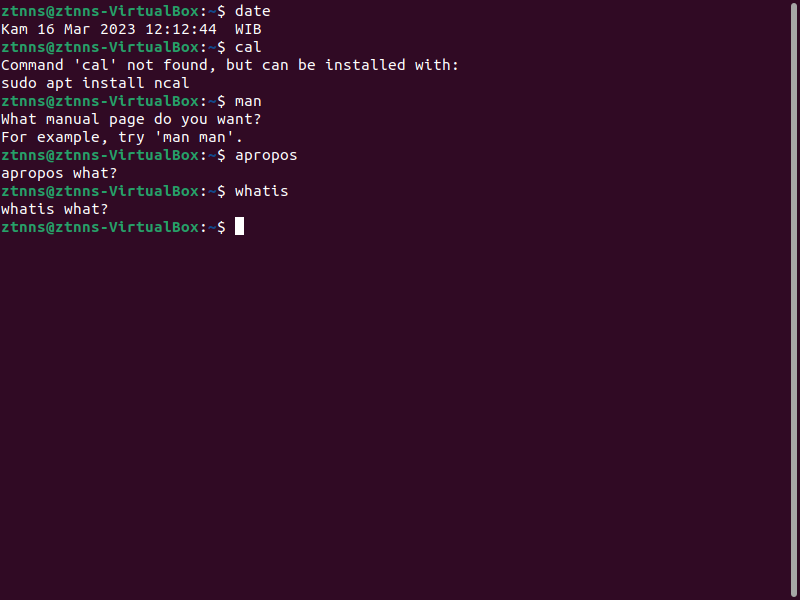 ztnns@ztnns-VirtualBox:~$ date
Kam 16 Mar 2023 12:12:44  WIB
ztnns@ztnns-VirtualBox:~$ cal
Command 'cal' not found, but can be installed with:
sudo apt install ncal
ztnns@ztnns-VirtualBox:~$ man
What manual page do you want?
For example, try 'man man'.
ztnns@ztnns-VirtualBox:~$ apropos
apropos what?
ztnns@ztnns-VirtualBox:~$ whatis
whatis what?
ztnns@ztnns-VirtualBox:~$